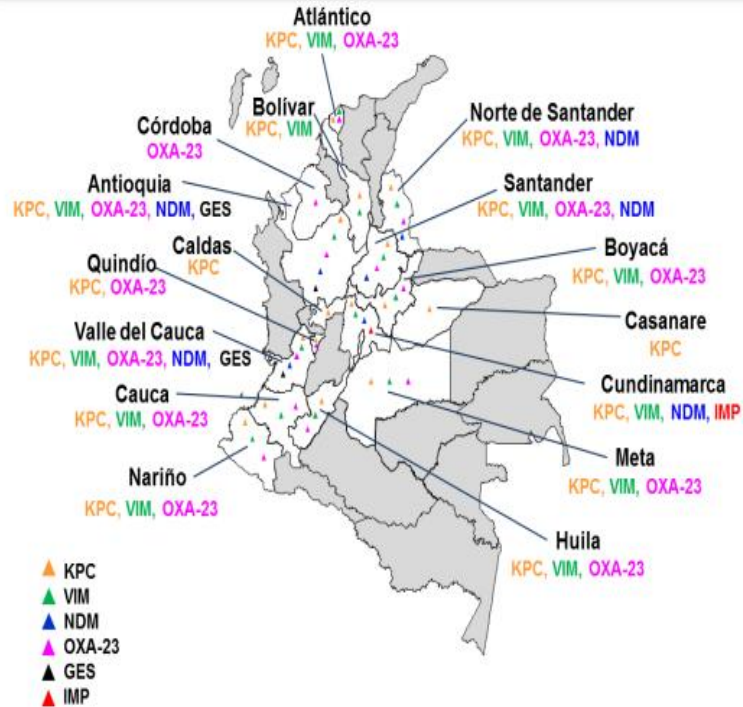 Atlántico
KPC, VIM, OXA-23
Bolívar
KPC, VIM
Norte de Santander
KPC, VIM, OXA-23, NDM
Córdoba
OXA-23
Antioquia
KPC, VIM, OXA-23, NDM, GES
Santander
KPC, VIM, OXA-23, NDM
Caldas
KPC
Quindío
KPC, OXA-23
Boyacá
KPC, VIM, OXA-23
Valle del Cauca
KPC, VIM, OXA-23, NDM, GES
Casanare
KPC
Cauca
KPC, VIM, OXA-23
Cundinamarca
KPC, VIM, NDM, IMP
Nariño
KPC, VIM, OXA-23
Meta
KPC, VIM, OXA-23
Huila
KPC, VIM, OXA-23
KPC
VIM
NDM
OXA-23
GES
IMP